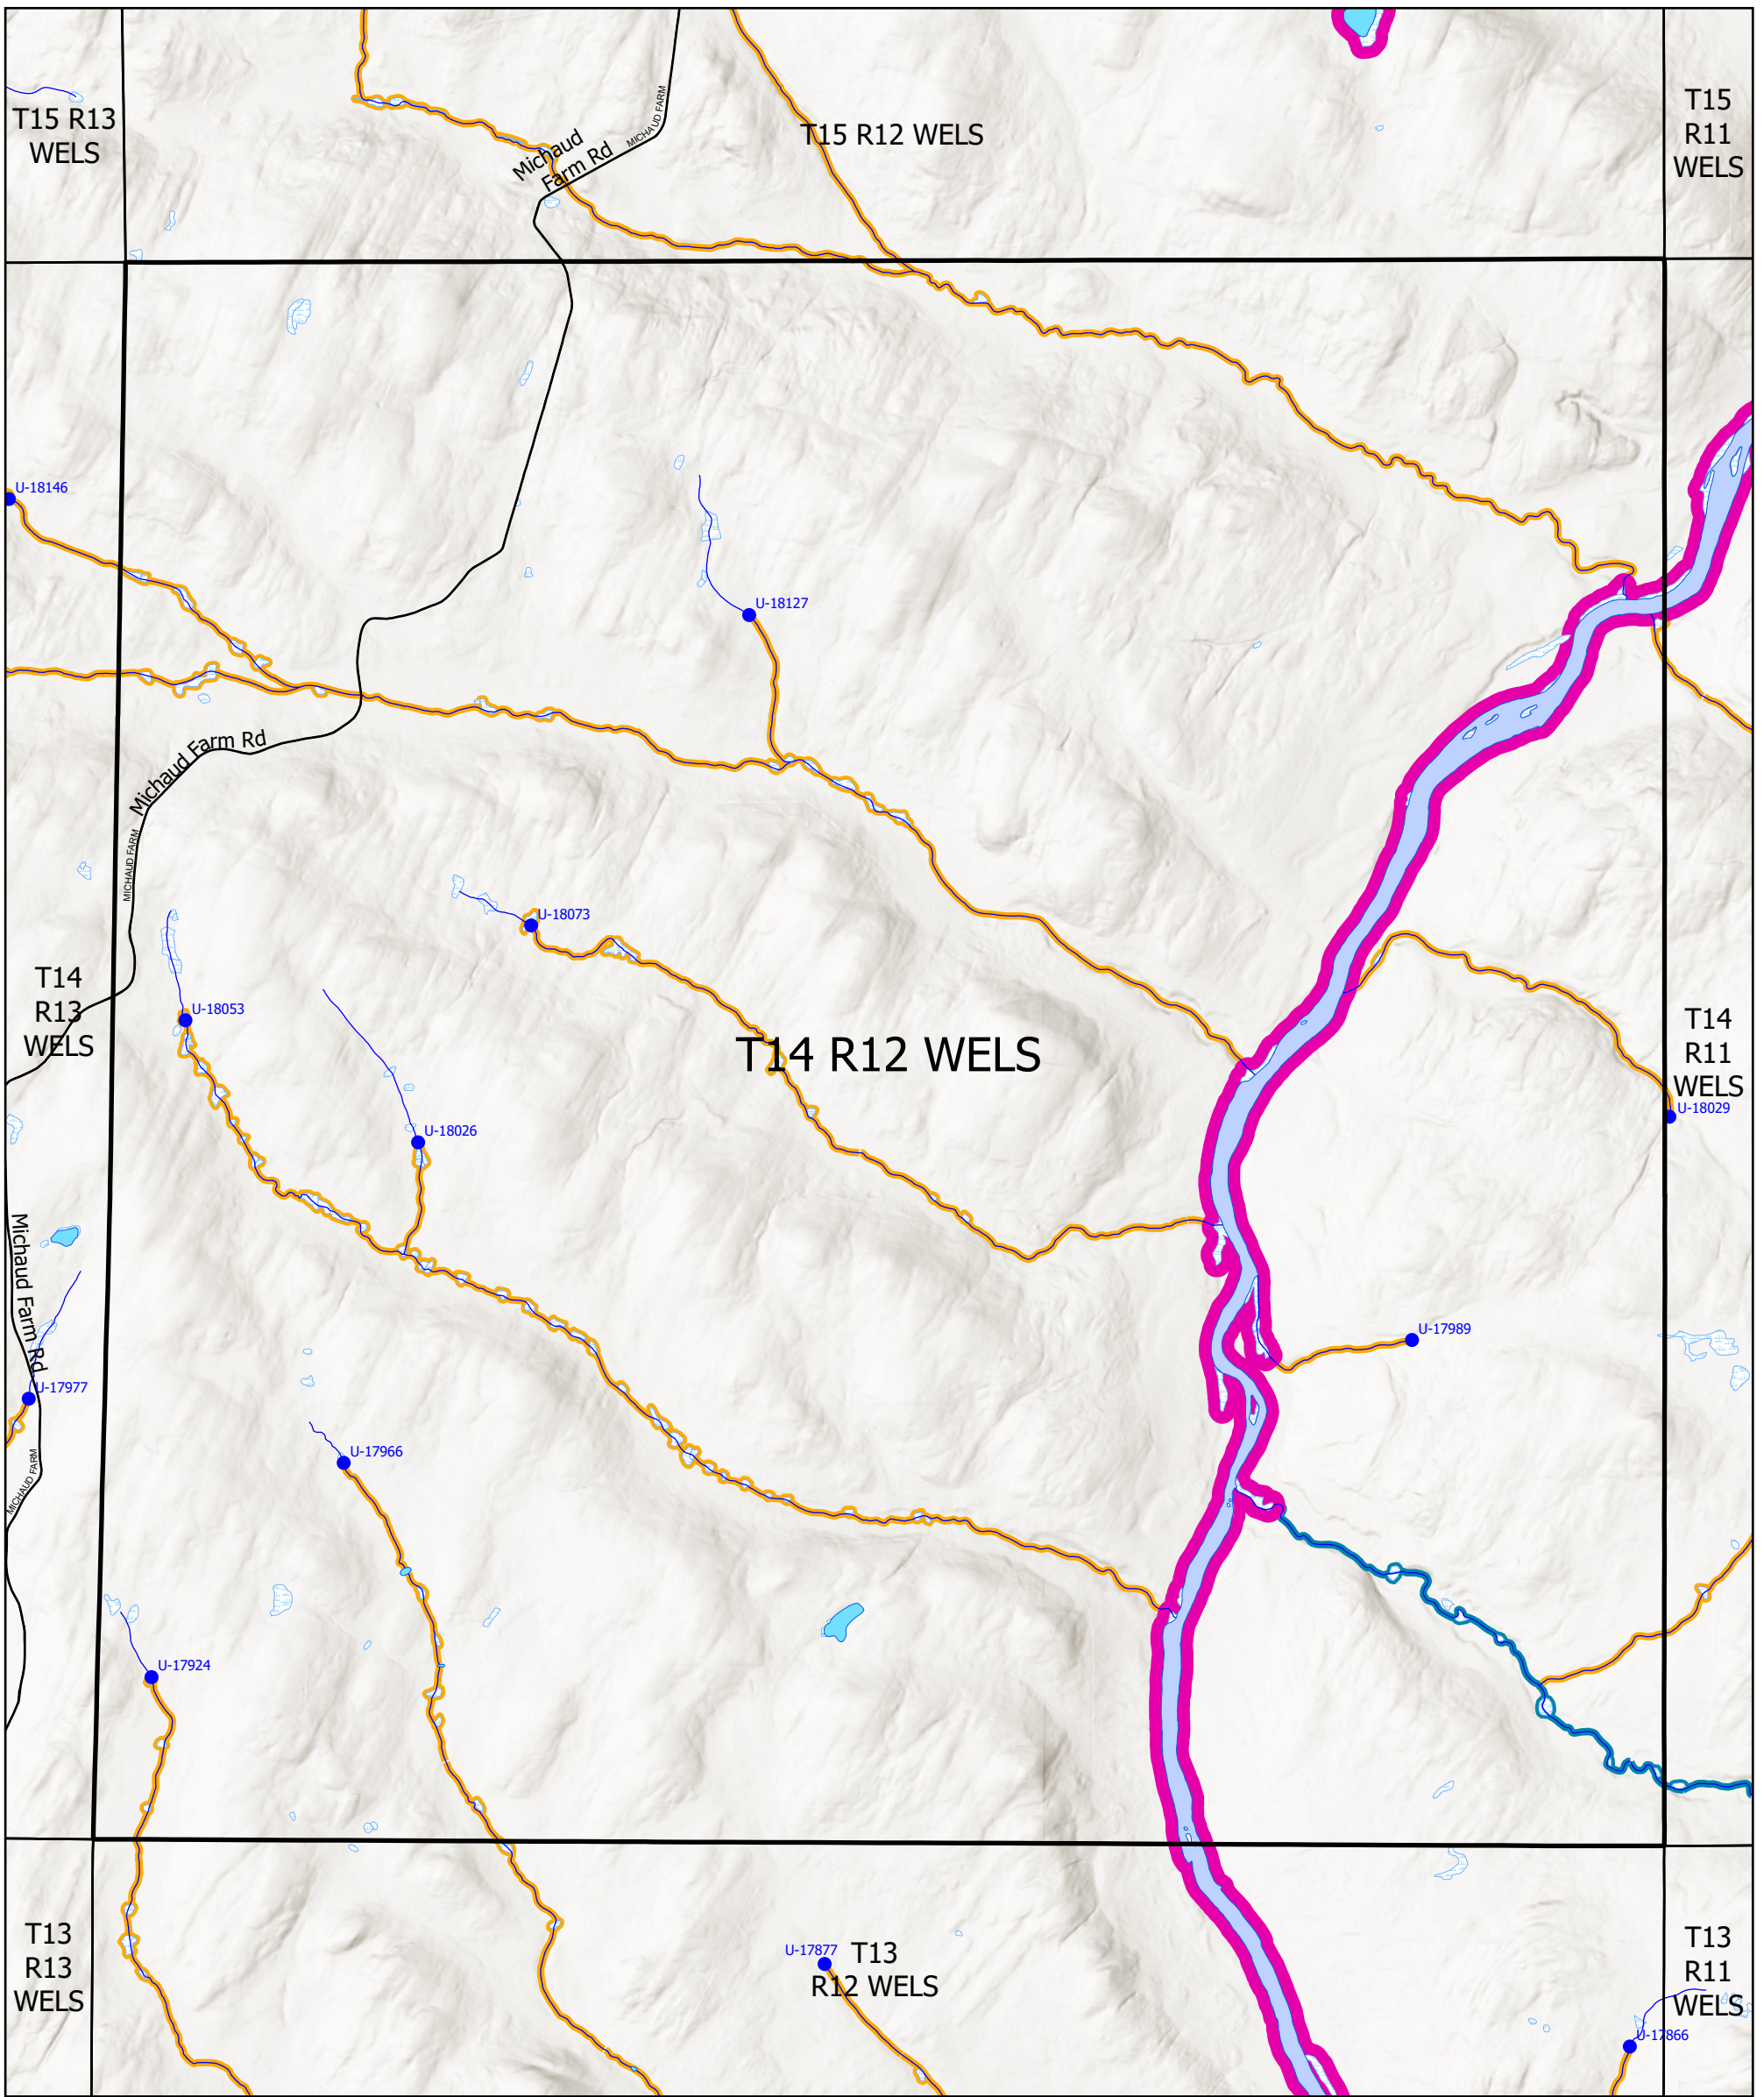 T15 R13
WELS
Michaud
Farm Rd
MICHAUD FARM
T15 R12 WELS
T15
R11
WELS
U-18146
U-18127
Michaud Farm Rd
MICHAUD FARM
U-18073
T14
R13
WELS
U-18053
T14 R12 WELS
T14
R11
WELS
U-18029
U-18026
Michaud Farm Rd
U-17989
U-17977
MICHAUD FARM
U-17966
U-17924
T13
R13
WELS
U-17877
T13
R12 WELS
T13
R11
WELS
U-17866